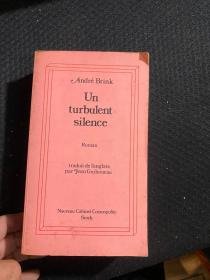 André Brink
Un
turbulent
silence
Roman
traduit de l'anglais
par Jean Guiloineau
Nouveau Cabinet Cosmopolite
Stock